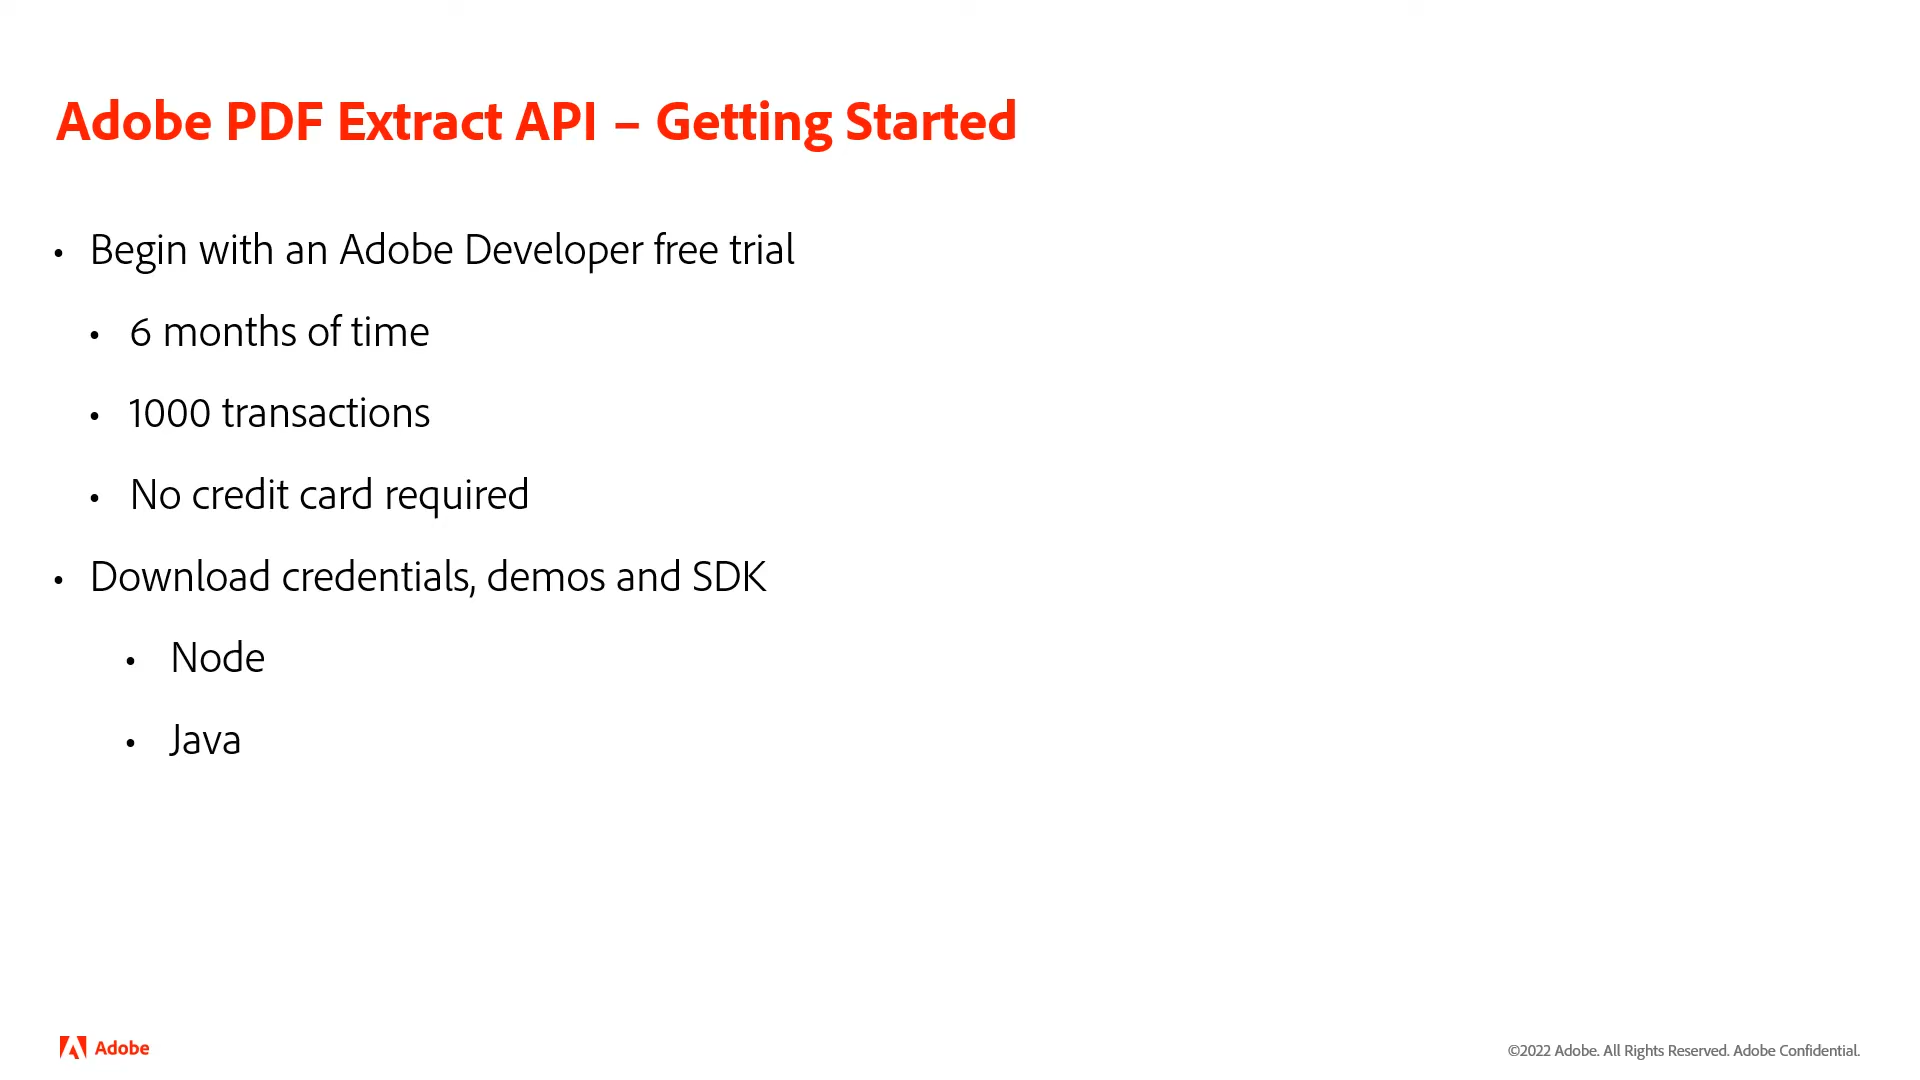 Adobe PDF Extract API – Getting Started
• Begin with an Adobe Developer free trial
• 6 months of time
• 1000 transactions
• No credit card required
• Download credentials, demos and SDK
• Node
• Java
Adobe
©2022 Adobe. All Rights Reserved. Adobe Confidential.